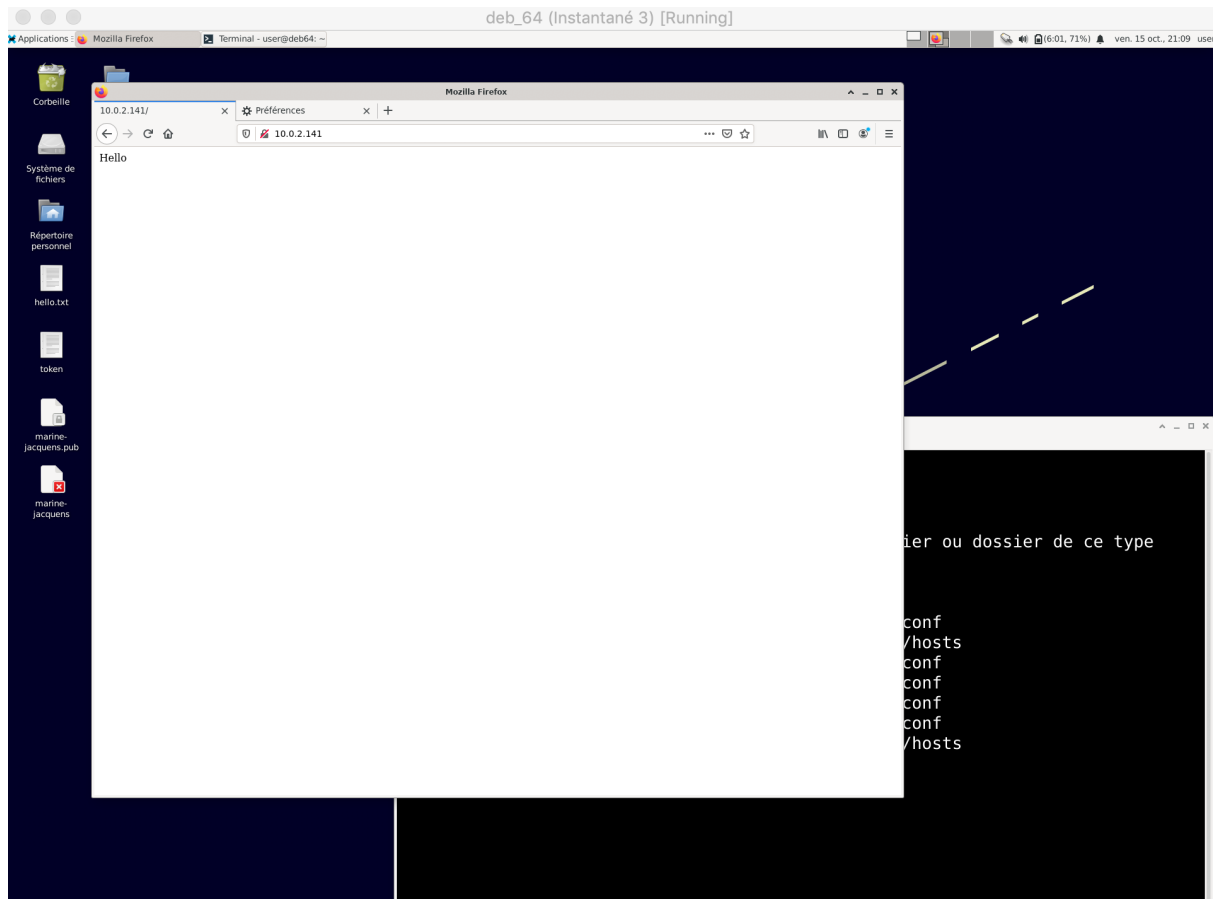 deb_64 (Instantané 3) [Running]
Applications
Mozilla Firefox
Terminal - user@deb64: ~
(6:01, 71%)
ven. 15 oct., 21:09
user
Corbeille
Système de
fichiers
Répertoire
personnel
hello.txt
token
marine-
jacquens.pub
marine-
jacquens
Mozilla Firefox
10.0.2.141/
Préférences
10.0.2.141
Hello
ier ou dossier de ce type
conf
/hosts
conf
conf
conf
conf
/hosts